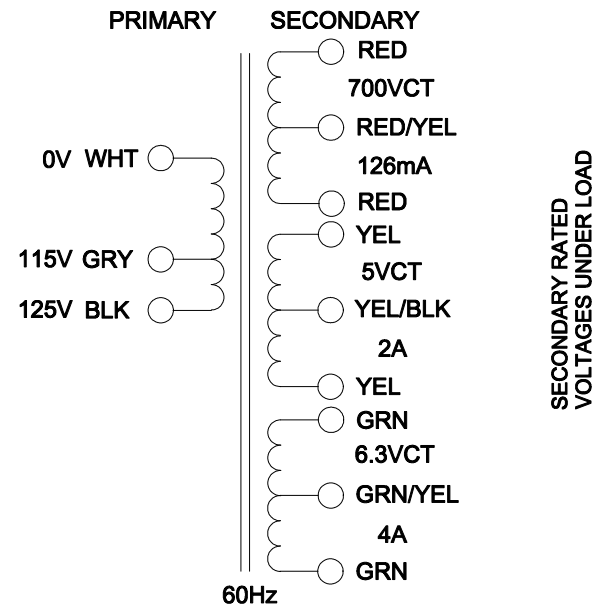 PRIMARY
0V WHT
115V GRY
125V BLK
SECONDARY
RED
700VCT
RED/YEL
126mA
RED
YEL
5VCT
YEL/BLK
2A
YEL
GRN
6.3VCT
GRN/YEL
4A
GRN
60Hz
SECONDARY RATED
VOLTAGES UNDER LOAD